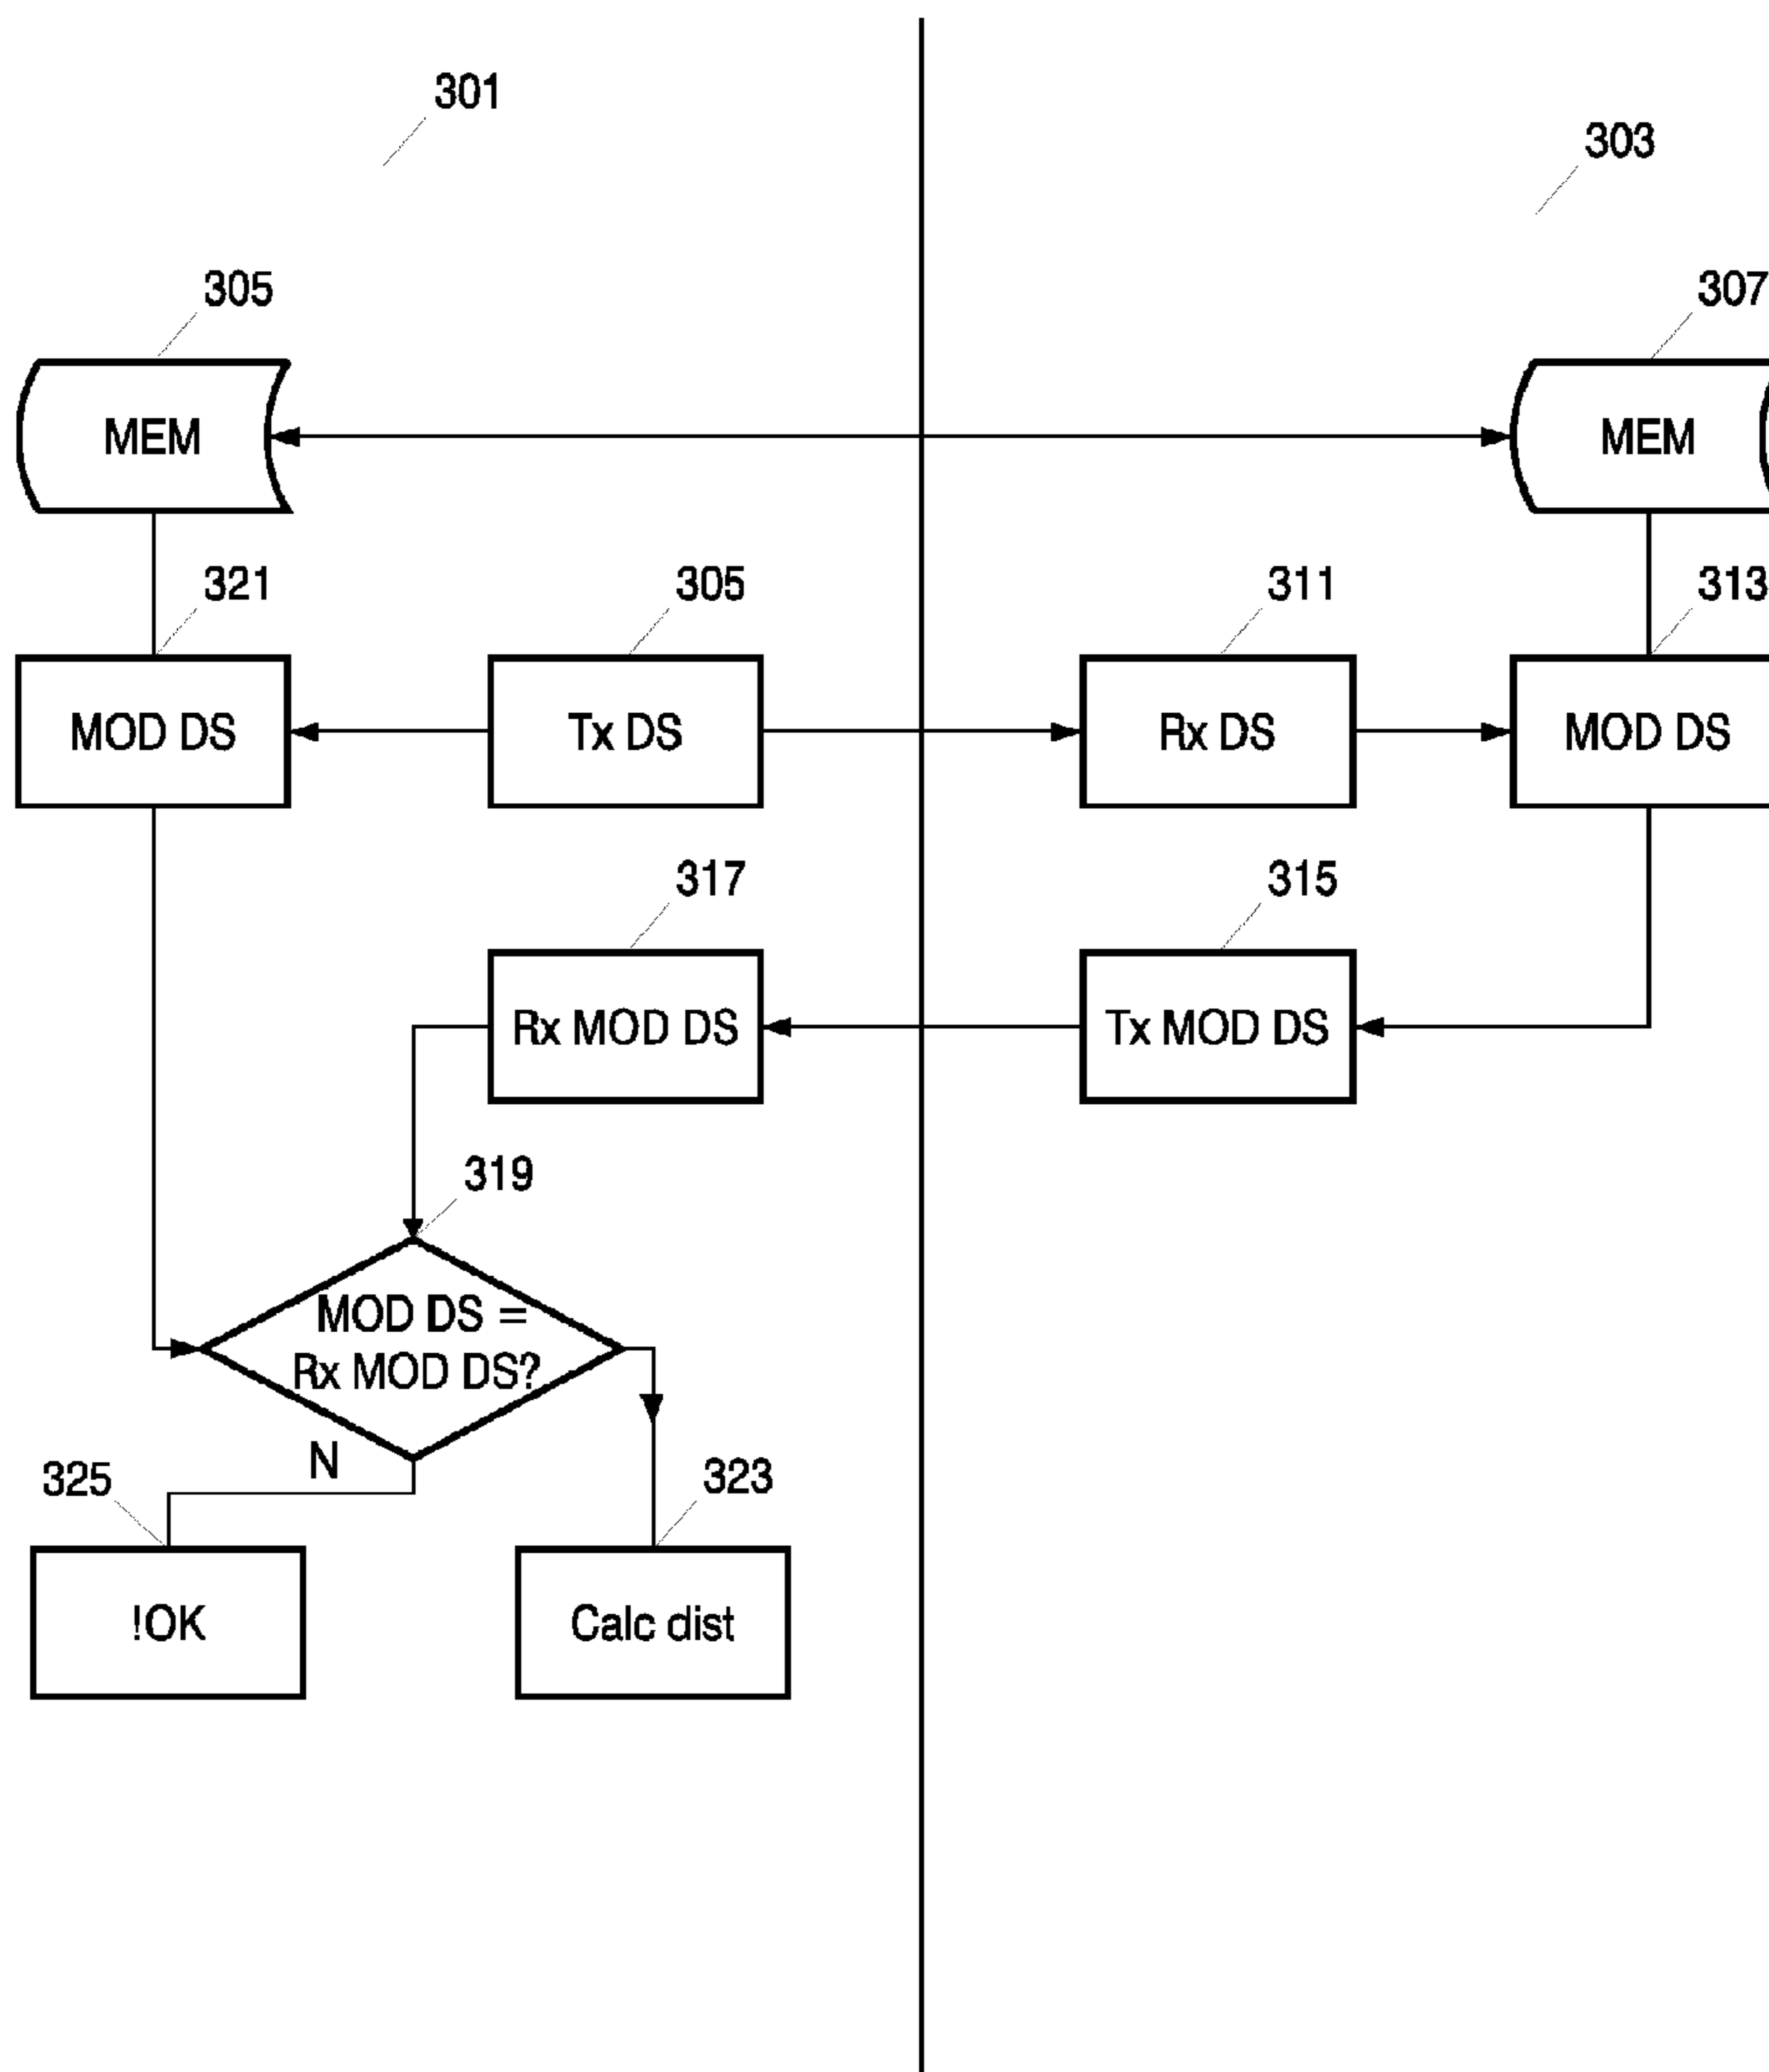 301
303
305
307
MEM
MEM
321
305
311
313
MOD DS
Tx DS
Rx DS
MOD DS
317
315
Rx MOD DS
Tx MOD DS
319
MOD DS =
Rx MOD DS?
N
325
323
!OK
Calc dist